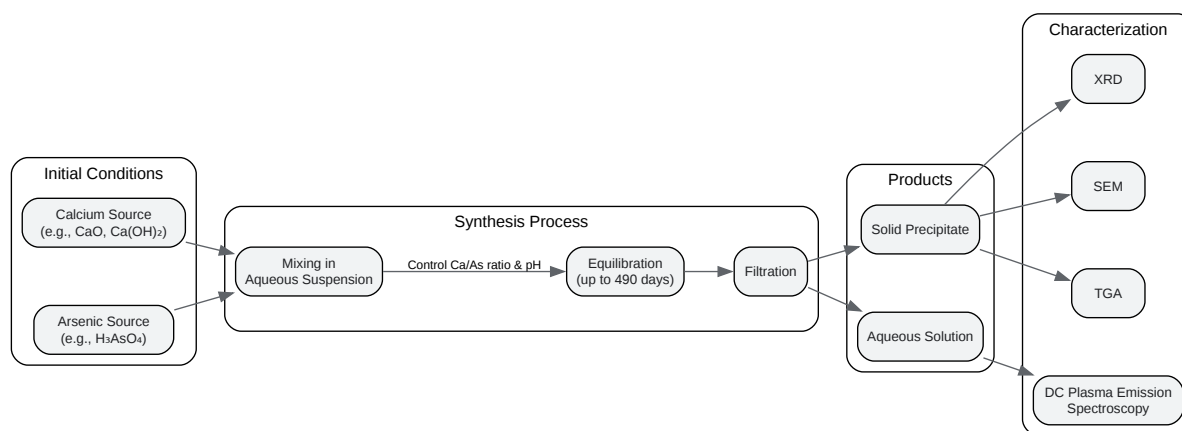 Initial Conditions
Calcium Source
(e.g., CaO, Ca(OH)₂)
Arsenic Source
(e.g., H₃AsO₄)
Synthesis Process
Mixing in
Aqueous Suspension
Control Ca/As ratio & pH
Equilibration
(up to 490 days)
Filtration
Products
Solid Precipitate
Aqueous Solution
Characterization
XRD
SEM
TGA
DC Plasma Emission
Spectroscopy